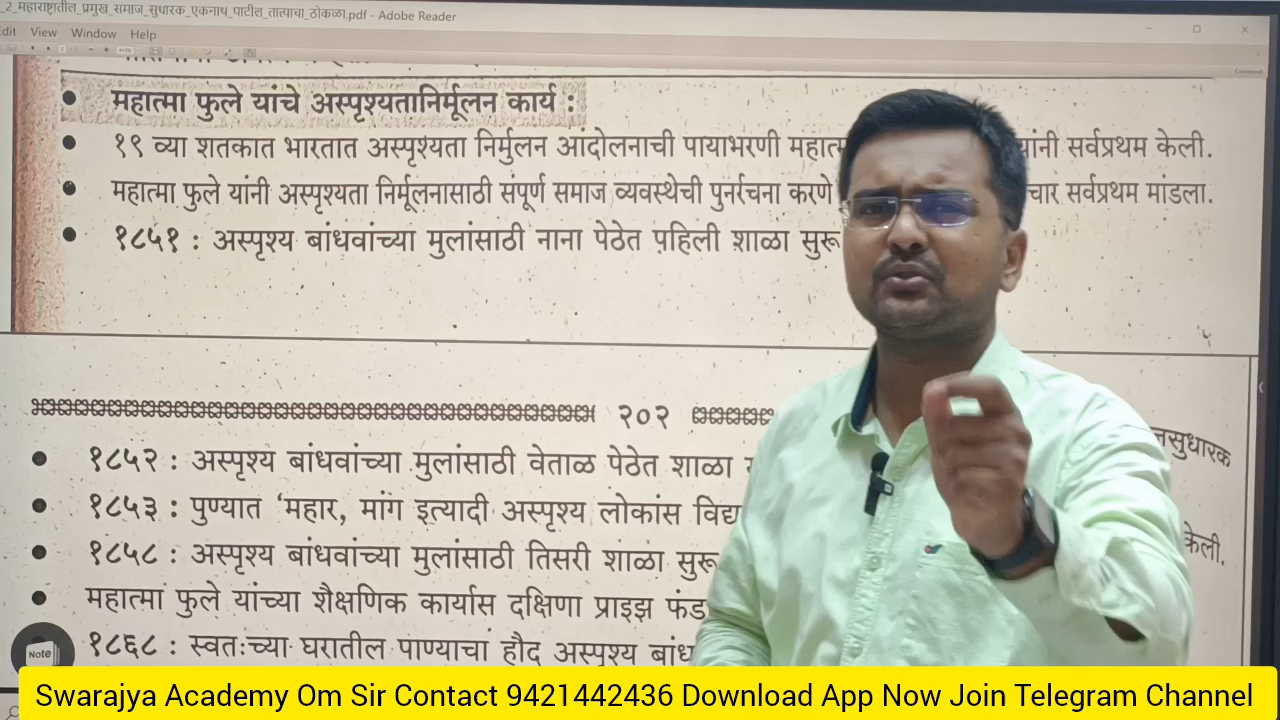 _2_महाराष्ट्रातील_प्रमुख_समाज_सुधारक_एकनाथ_पाटील_तात्याचा_ठोकळा.pdf - Adobe Reader
View Window Help
महात्मा फुले यांचे अस्पृश्यतानिर्मूलन कार्य :
१९ व्या शतकात भारतात अस्पृश्यता निर्मुलन आंदोलनाची पायाभरणी यांनी सर्वप्रथम केली.
महात्मा फुले यांनी अस्पृश्यता निर्मूलनासाठी संपूर्ण समाज व्यवस्थेची पुनर्रचना करणे सर्वप्रथम मांडला.
१८५१ : अस्पृश्य बांधवांच्या मुलांसाठी नाना पेठेत पहिली शाळा सुरू
२०२
१८५२ : अस्पृश्य बांधवांच्या मुलांसाठी वेताळ पेठेत शाळा
१८५३ : पुण्यात ‘महार, मांग इत्यादी अस्पृश्य लोकांस
केली.
१८५८ : अस्पृश्य बांधवांच्या मुलांसाठी तिसरी शाळा सुरू
महात्मा फुले यांच्या शैक्षणिक कार्यास दक्षिणा प्राइझ फंड
१८६८ : स्वतःच्या घरातील पाण्याचा हौद अस्पृश्य
Note
Swarajya Academy Om Sir Contact 9421442436 Download App Now Join Telegram Channel